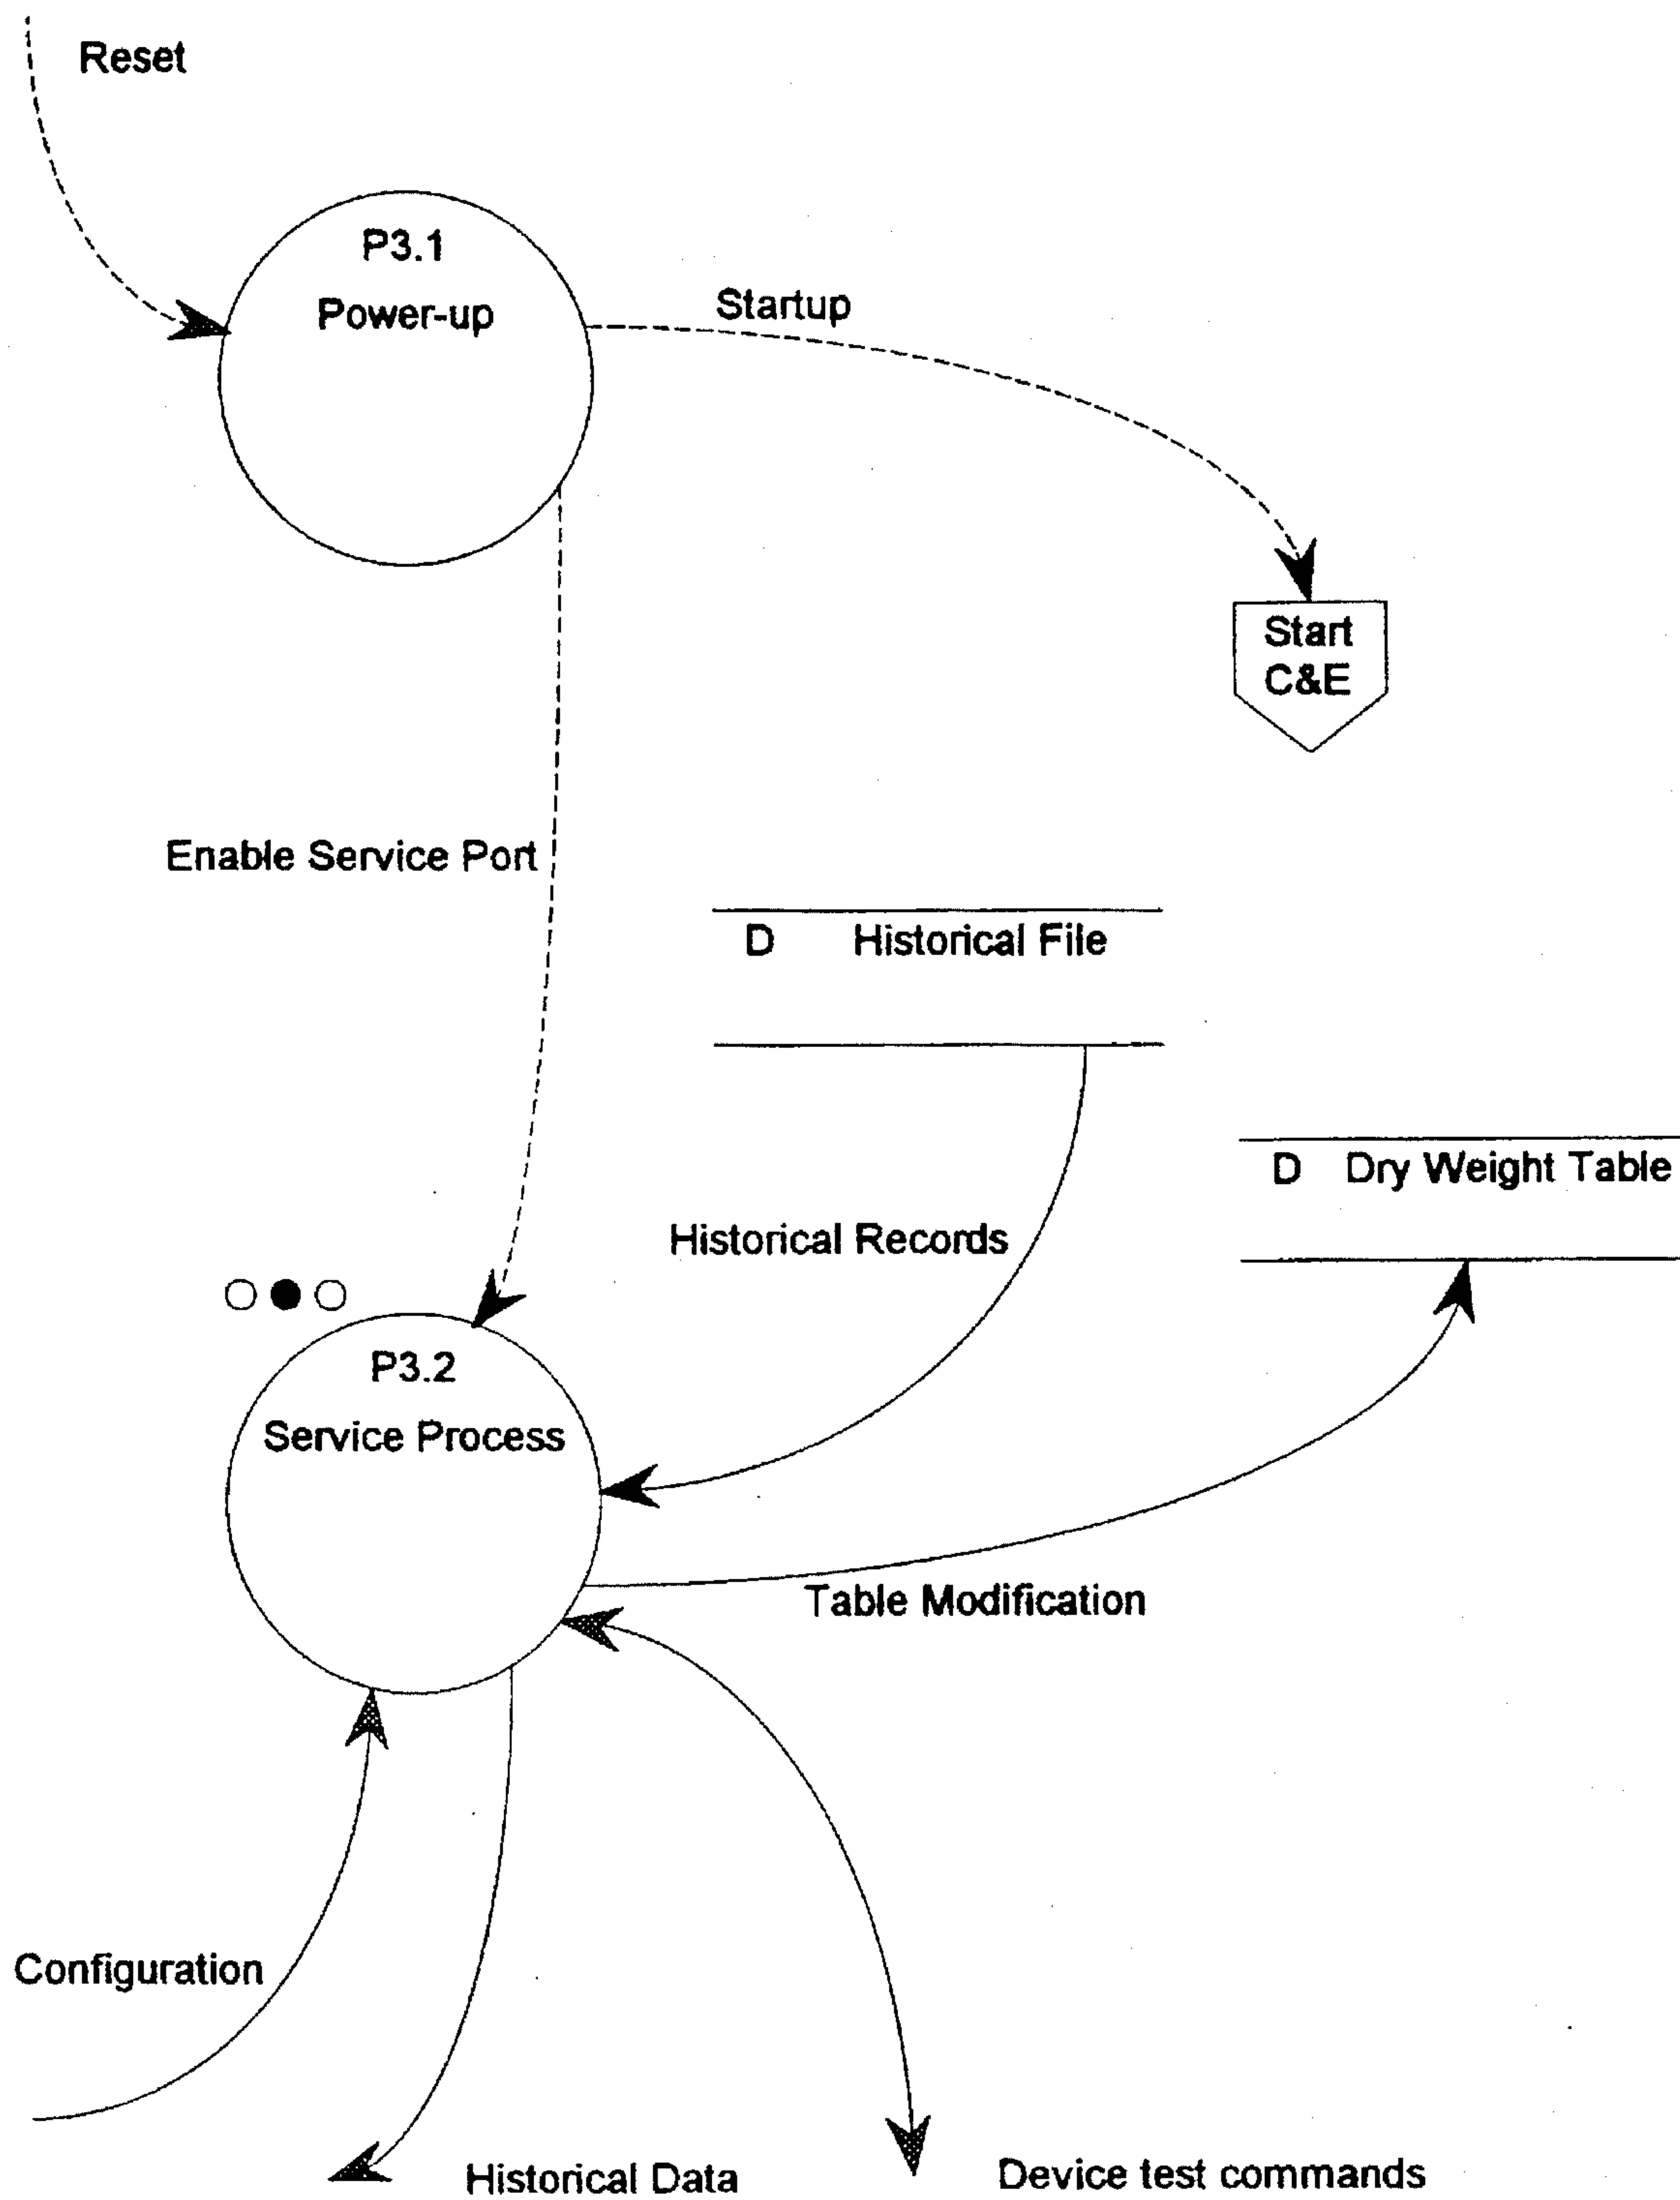 Reset
P3.1
Power-up
Startup
Start
C&E
Enable Service Port
D Historical File
D Dry Weight Table
Historical Records
P3.2
Service Process
Table Modification
Configuration
Historical Data
Device test commands